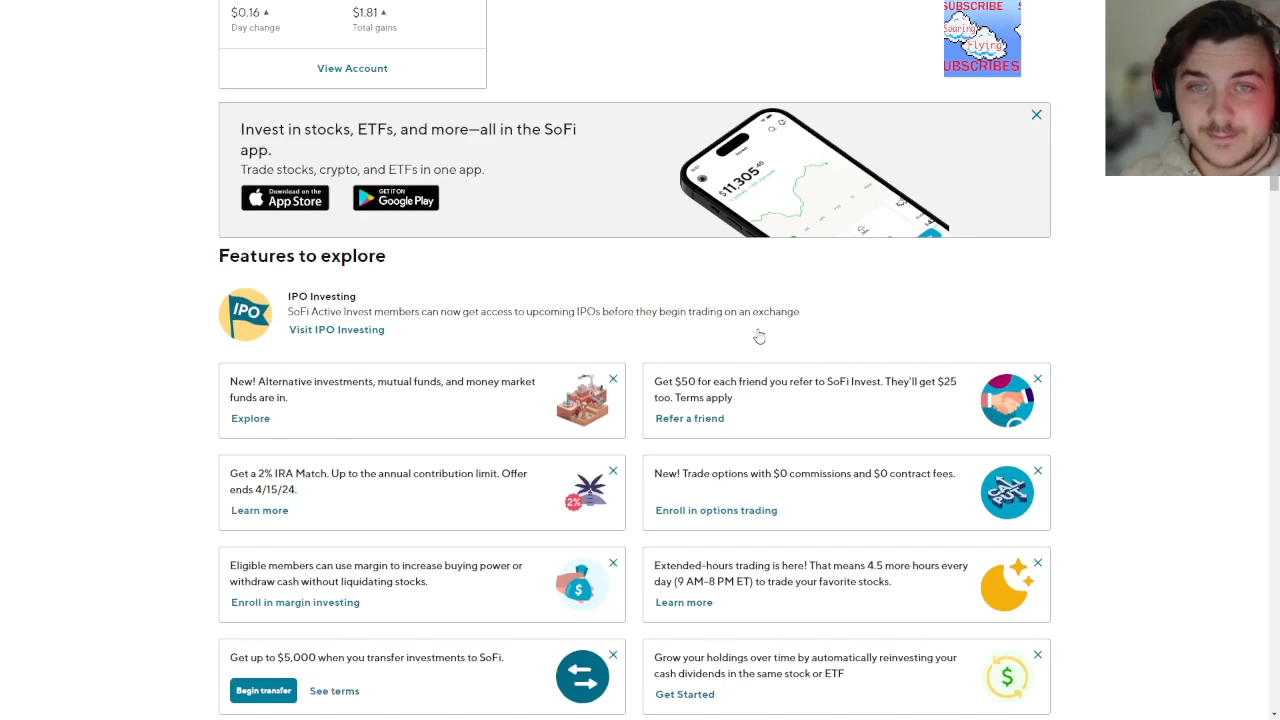 $0.16
$1.81
Day change
Total gains
View Account
SUBSCRIBE
Soaring
Flying
UBSCRIBES
Invest in stocks, ETFs, and more—all in the SoFi
app.
Trade stocks, crypto, and ETFs in one app.
Download on the
App Store
GET IT ON
Google Play
Invest
$11,305.40
Features to explore
IPO
IPO Investing
SoFi Active Invest members can now get access to upcoming IPOs before they begin trading on an exchange
Visit IPO Investing
New! Alternative investments, mutual funds, and money market
funds are in.
Explore
Get $50 for each friend you refer to SoFi Invest. They'll get $25
too. Terms apply
Refer a friend
Get a 2% IRA Match. Up to the annual contribution limit. Offer
ends 4/15/24.
Learn more
2%
New! Trade options with $0 commissions and $0 contract fees.
Enroll in options trading
CALL
PUT
Eligible members can use margin to increase buying power or
withdraw cash without liquidating stocks.
Enroll in margin investing
$
Extended-hours trading is here! That means 4.5 more hours every
day (9 AM-8 PM ET) to trade your favorite stocks.
Learn more
Get up to $5,000 when you transfer investments to SoFi.
Begin transfer
See terms
Grow your holdings over time by automatically reinvesting your
cash dividends in the same stock or ETF
Get Started
$